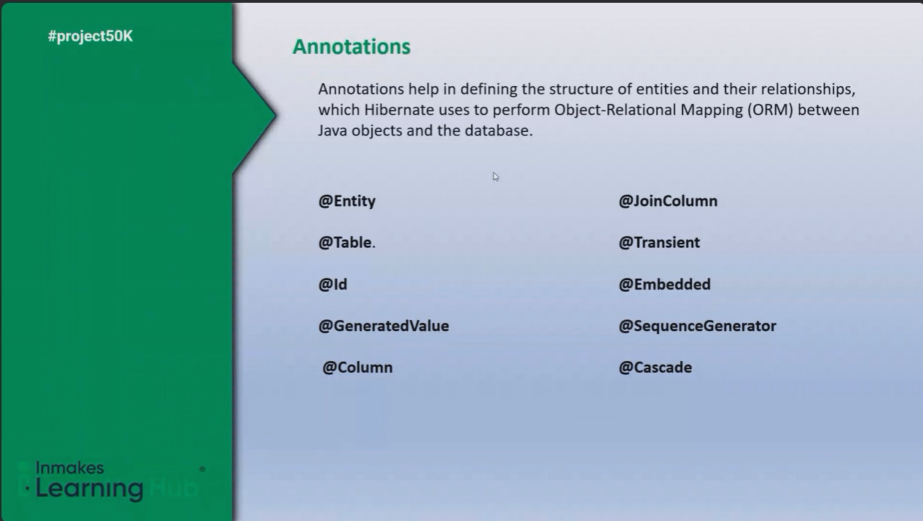 #project50K
Annotations
Annotations help in defining the structure of entities and their relationships,
which Hibernate uses to perform Object-Relational Mapping (ORM) between
Java objects and the database.
@Entity
@Table.
@Id
@GeneratedValue
@Column
@JoinColumn
@Transient
@Embedded
@SequenceGenerator
@Cascade
Inmakes
Learning Hub